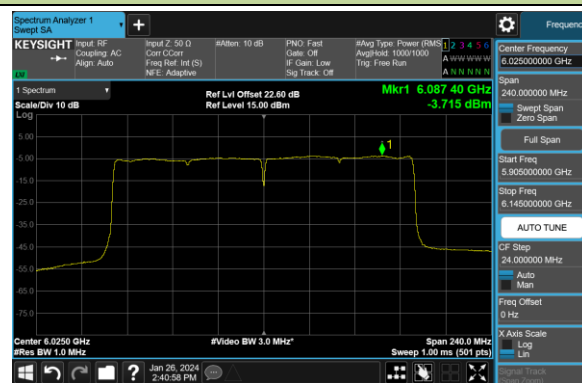 Spectrum Analyzer 1
Swept SA
Frequency
KEYSIGHT
Input: RF
Coupling: AC
Align: Auto
Input Z: 50 Ω
Corr CCorr
Freq Ref: Int (S)
NFE: Adaptive
#Atten: 10 dB
PNO: Fast
Gate: Off
IF Gain: Low
Sig Track: Off
#Avg Type: Power (RMS)
Avg|Hold: 1000/1000
Trig: Free Run
1 2 3 4 5 6
A W W W W W
A N N N N N
LXI
1 Spectrum
Scale/Div 10 dB
Log
Ref Lvl Offset 22.60 dB
Ref Level 15.00 dBm
Mkr1 6.087 40 GHz
-3.715 dBm
5.00
-5.00
-15.0
-25.0
-35.0
-45.0
-55.0
-65.0
-75.0
1
Center 6.0250 GHz
#Res BW 1.0 MHz
#Video BW 3.0 MHz*
Span 240.0 MHz
Sweep 1.00 ms (501 pts)
Center Frequency
6.025000000 GHz
Span
240.000000 MHz
Swept Span
Zero Span
Full Span
Start Freq
5.905000000 GHz
Stop Freq
6.145000000 GHz
AUTO TUNE
CF Step
24.000000 MHz
Auto
Man
Freq Offset
0 Hz
X Axis Scale
Log
Lin
Signal Track
Jan 26, 2024
2:40:58 PM